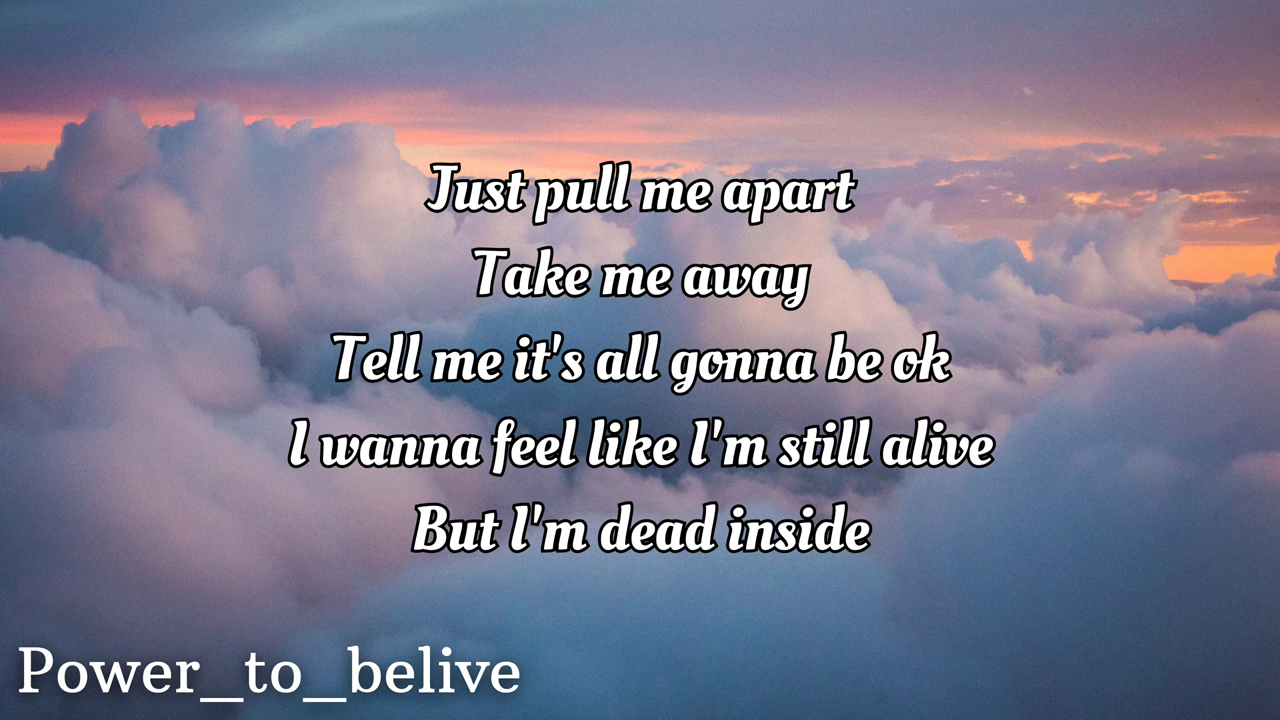 Just pull me apart
Take me away
Tell me it's all gonna be ok
I wanna feel like I'm still alive
But I'm dead inside
Power_to_belive